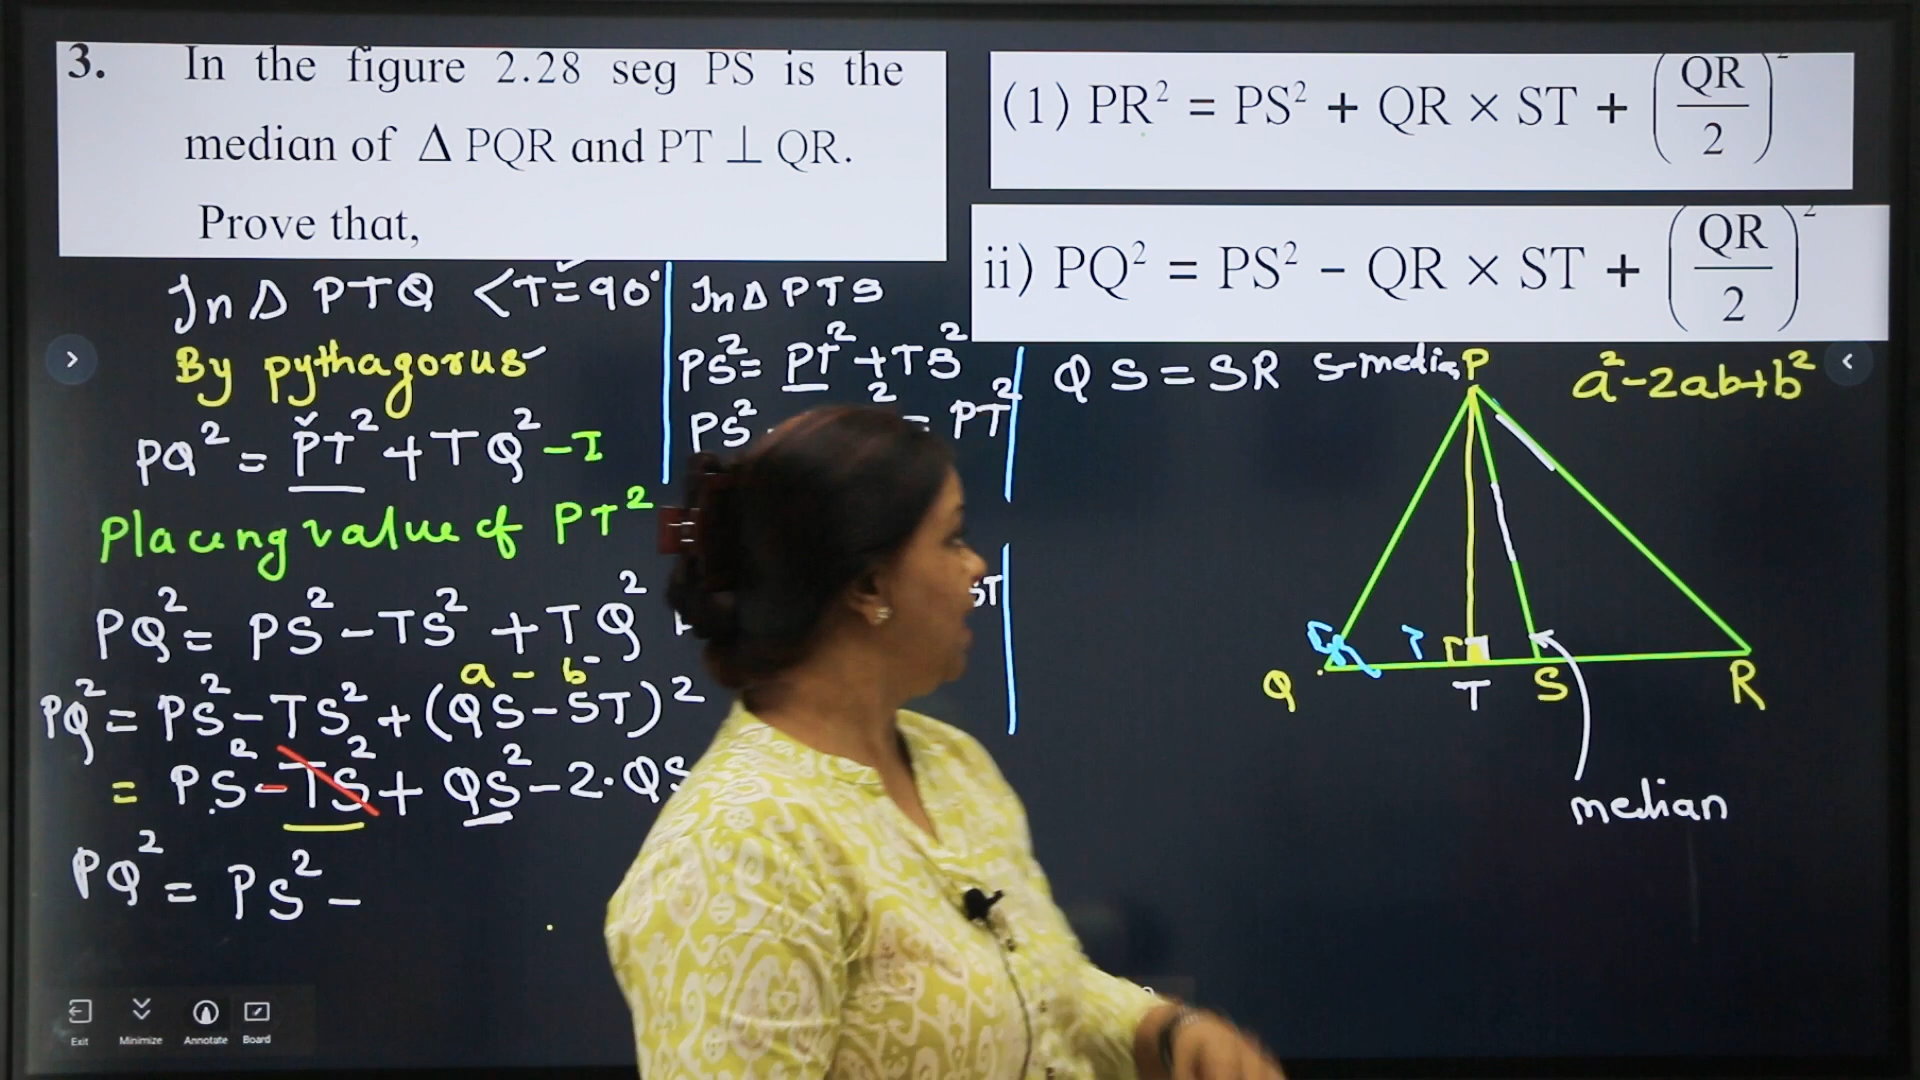 3. In the figure 2.28 seg PS is the
median of Δ PQR and PT ⊥ QR.
Prove that,
(1) PR² = PS² + QR × ST + (QR/2)²
ii) PQ² = PS² - QR × ST + (QR/2)²
In Δ PTQ <T=90°
By pythagorus
PQ² = PT² + TQ² - I
Placing value of PT²
PQ² = PS² - TS² + TQ²
a - b
PQ² = PS² - TS² + (QS - ST)²
= PS² - TS² + QS² - 2·QS
PQ² = PS² -
In Δ PTS
PS² = PT² + TS²
PS² ² = PT²
ST
QS = SR S-median
a² - 2ab + b²
P
Q T S R
median
Exit Minimize Annotate Board